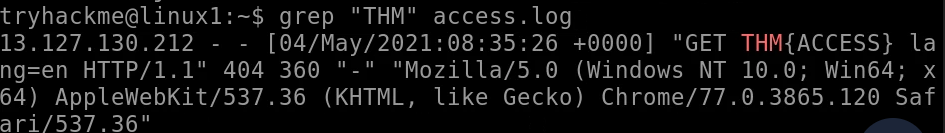 tryhackme@linux1:~$ grep "THM" access.log
13.127.130.212 - - [04/May/2021:08:35:26 +0000] "GET THM{ACCESS} la
ng=en HTTP/1.1" 404 360 "-" "Mozilla/5.0 (Windows NT 10.0; Win64; x
64) AppleWebKit/537.36 (KHTML, like Gecko) Chrome/77.0.3865.120 Saf
ari/537.36"